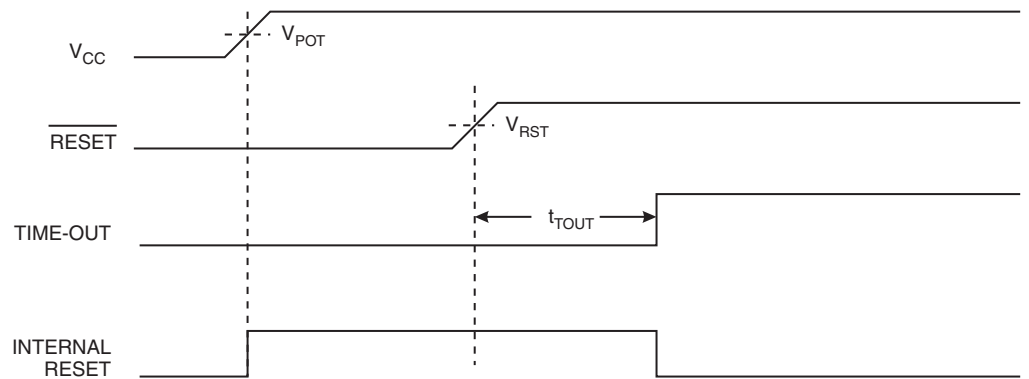 V_CC
V_POT
RESET
V_RST
TIME-OUT
t_TOUT
INTERNAL
RESET